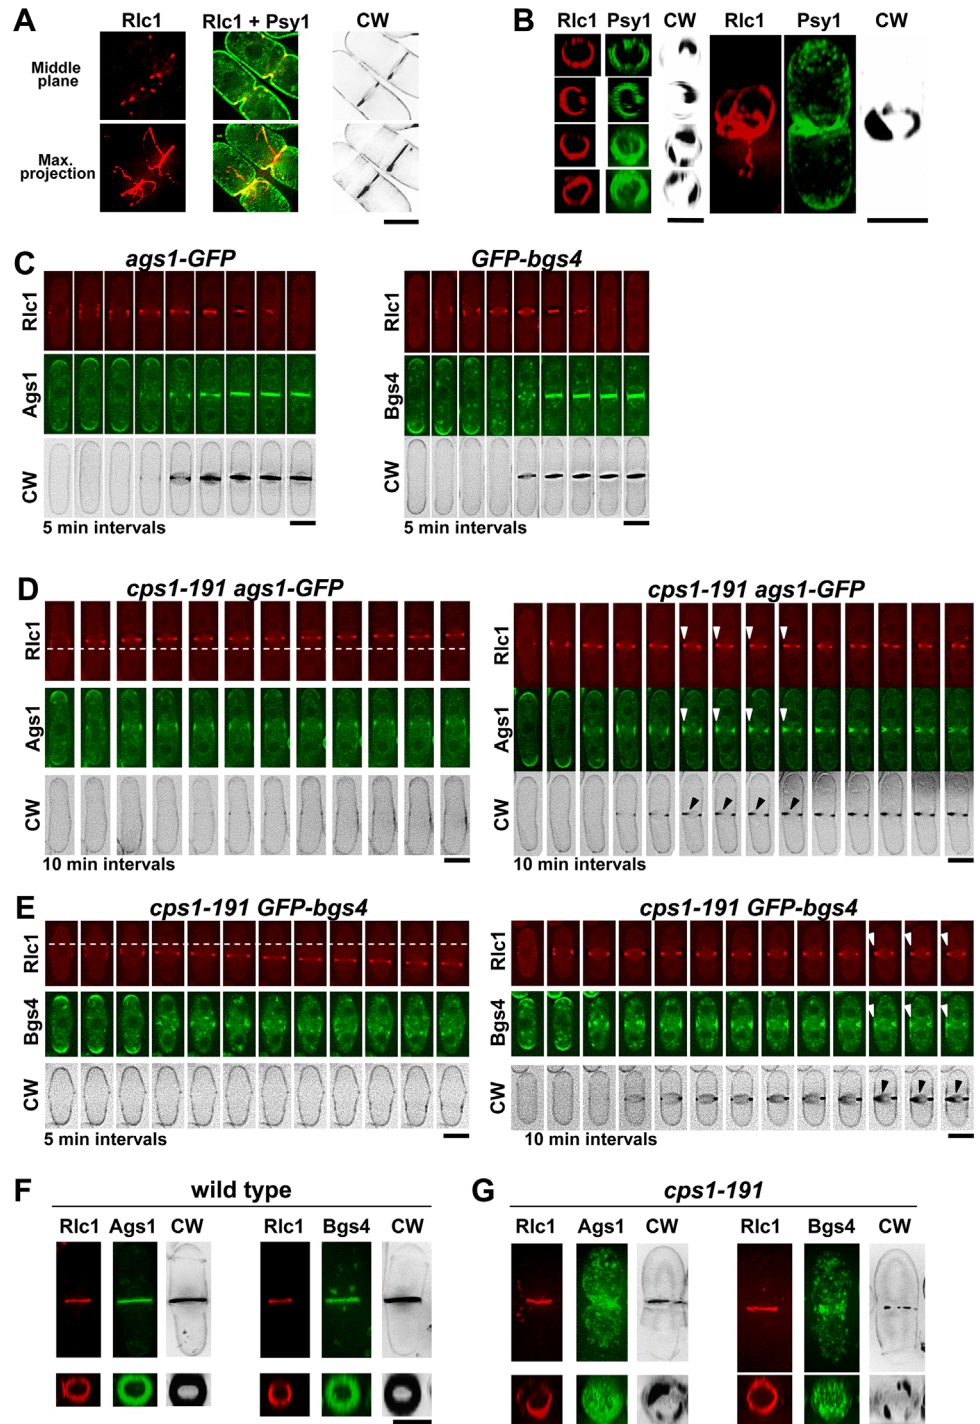 A
Rlc1 Rlc1 + Psy1 CW
Middle
plane
Max.
projection
B
Rlc1 Psy1 CW Rlc1 Psy1 CW
C
ags1-GFP
Rlc1
Ags1
CW
5 min intervals
GFP-bgs4
Rlc1
Bgs4
CW
5 min intervals
D
cps1-191 ags1-GFP
Rlc1
Ags1
CW
10 min intervals
cps1-191 ags1-GFP
Rlc1
Ags1
CW
10 min intervals
E
cps1-191 GFP-bgs4
Rlc1
Bgs4
CW
5 min intervals
cps1-191 GFP-bgs4
Rlc1
Bgs4
CW
10 min intervals
F
wild type
Rlc1 Ags1 CW Rlc1 Bgs4 CW
G
cps1-191
Rlc1 Ags1 CW Rlc1 Bgs4 CW